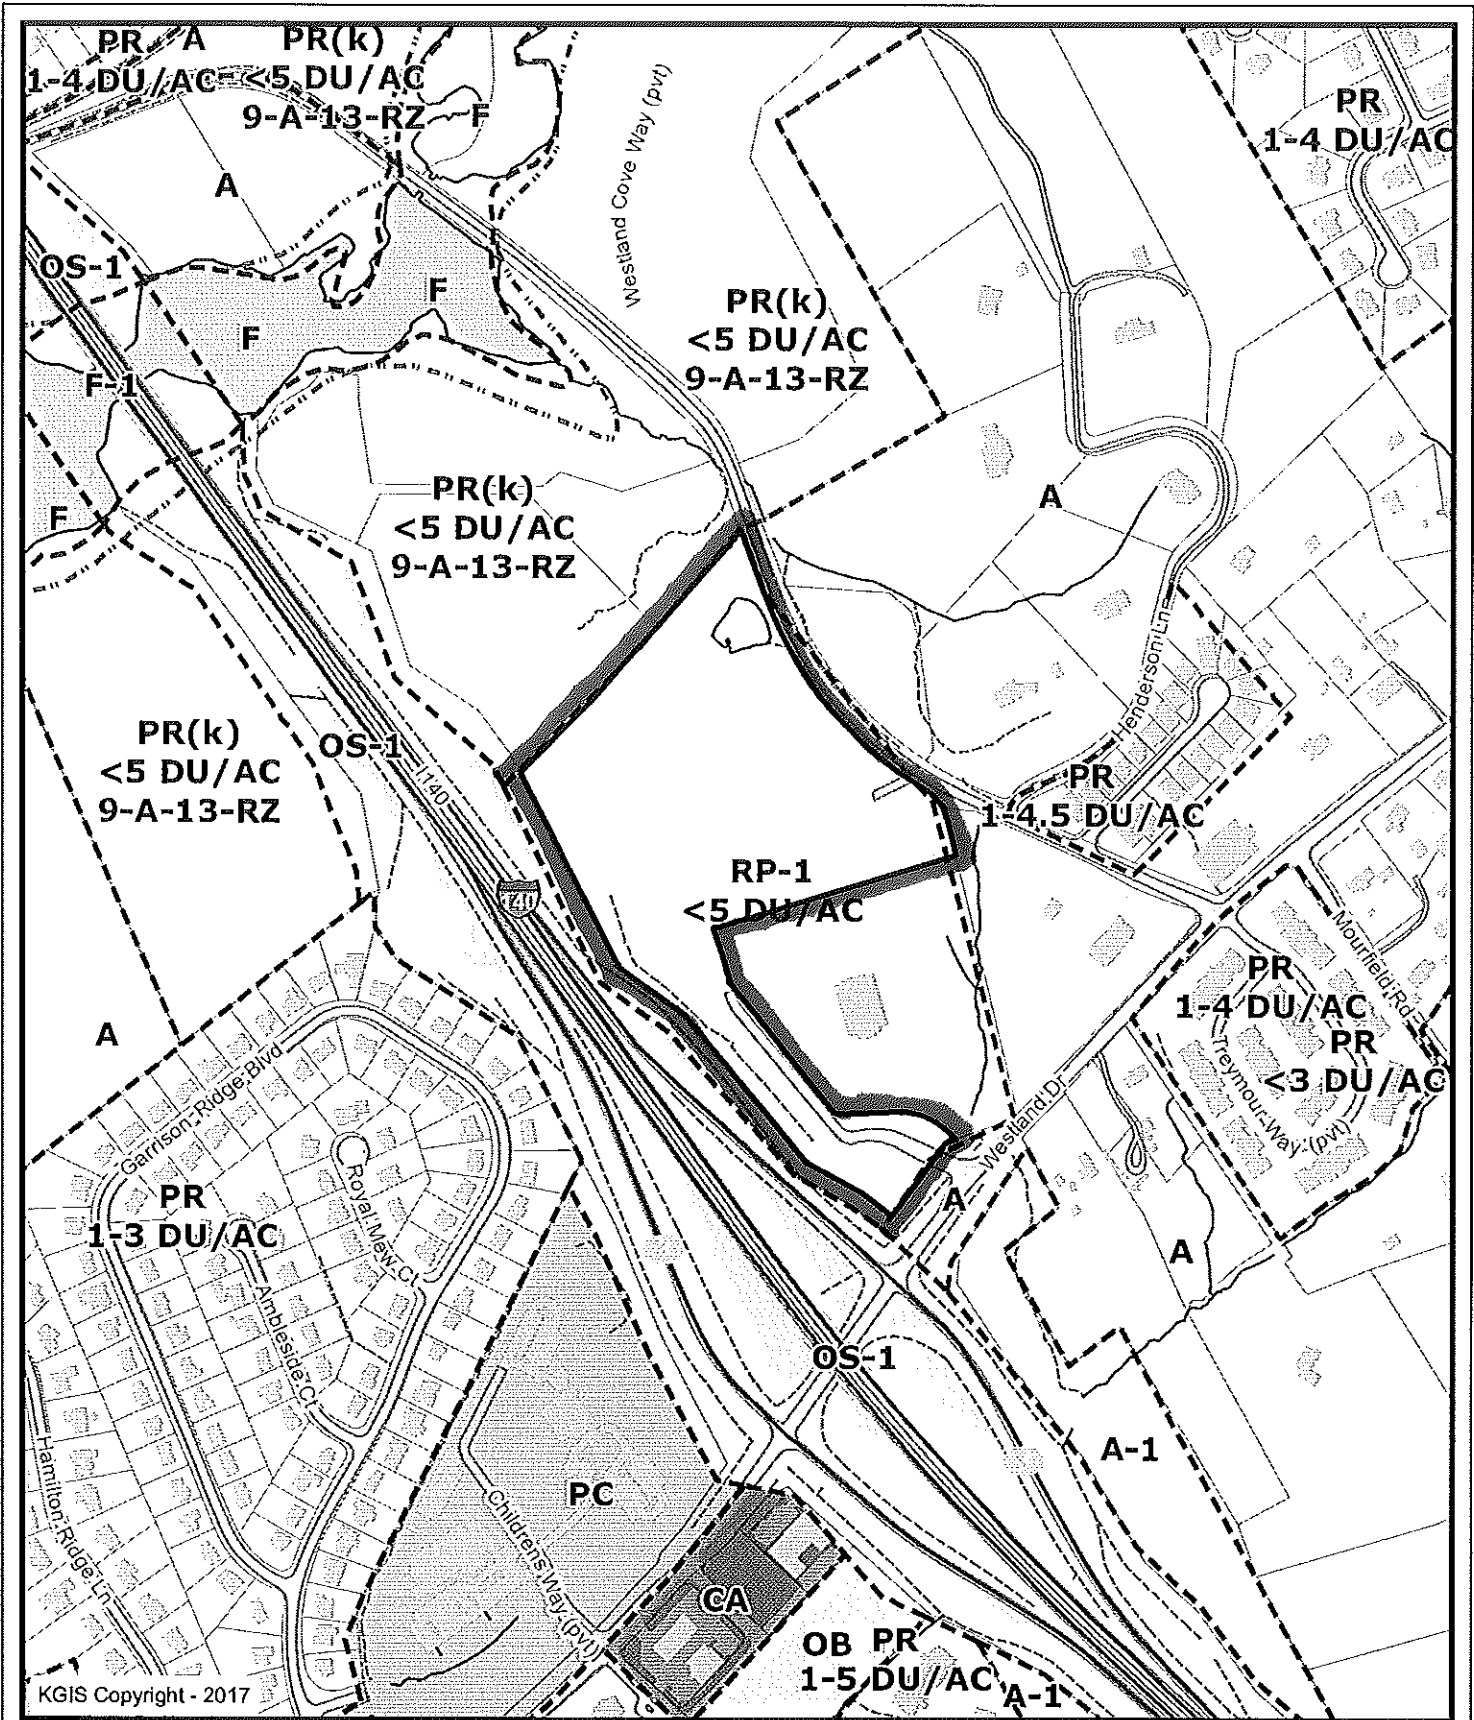 PR
1-4 DU/AC
A
PR(k)
<5 DU/AC
9-A-13-RZ
F
Westland Cove Way (pvt)
PR
1-4 DU/AC
A
OS-1
F
F
F-1
PR(k)
<5 DU/AC
9-A-13-RZ
PR(k)
<5 DU/AC
9-A-13-RZ
F
A
Henderson Ln
PR(k)
<5 DU/AC
9-A-13-RZ
OS-1
I140
140
PR
1-4.5 DU/AC
RP-1
<5 DU/AC
Mourfield Rd
PR
1-4 DU/AC
PR
<3 DU/AC
Treymour Way (pvt)
Westland Dr
A
Garrison Ridge Blvd
Royal Mew Ct
PR
1-3 DU/AC
Ambleside Ct
A
A
OS-1
A-1
Hamilton Ridge Ln
PC
Childrens Way (pvt)
CA
OB PR
1-5 DU/AC
A-1
KGIS Copyright - 2017